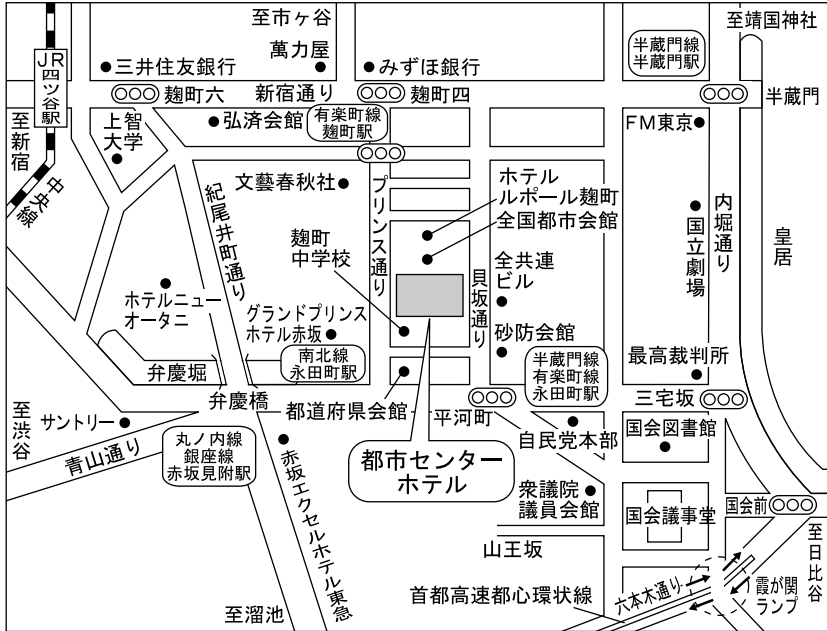 至市ヶ谷
萬力屋
至靖国神社
JR四ツ谷駅
三井住友銀行
みずほ銀行
半蔵門線
半蔵門駅
麹町六
新宿通り
麹町四
半蔵門
至新宿
上智
大学
弘済会館
有楽町線
麹町駅
FM東京
中央線
紀尾井町通り
文藝春秋社
プリンス通り
ホテル
ルポール麹町
全国都市会館
内堀通り
国立劇場
皇居
麹町
中学校
貝坂通り
全共連
ビル
ホテルニュー
オータニ
グランドプリンス
ホテル赤坂
砂防会館
南北線
永田町駅
半蔵門線
有楽町線
永田町駅
最高裁判所
弁慶堀
弁慶橋
都道府県会館
平河町
三宅坂
至渋谷
サントリー
青山通り
丸ノ内線
銀座線
赤坂見附駅
赤坂エクセルホテル東急
都市センター
ホテル
自民党本部
国会図書館
衆議院
議員会館
国会議事堂
国会前
山王坂
至日比谷
首都高速都心環状線
六本木通り
霞が関
ランプ
至溜池